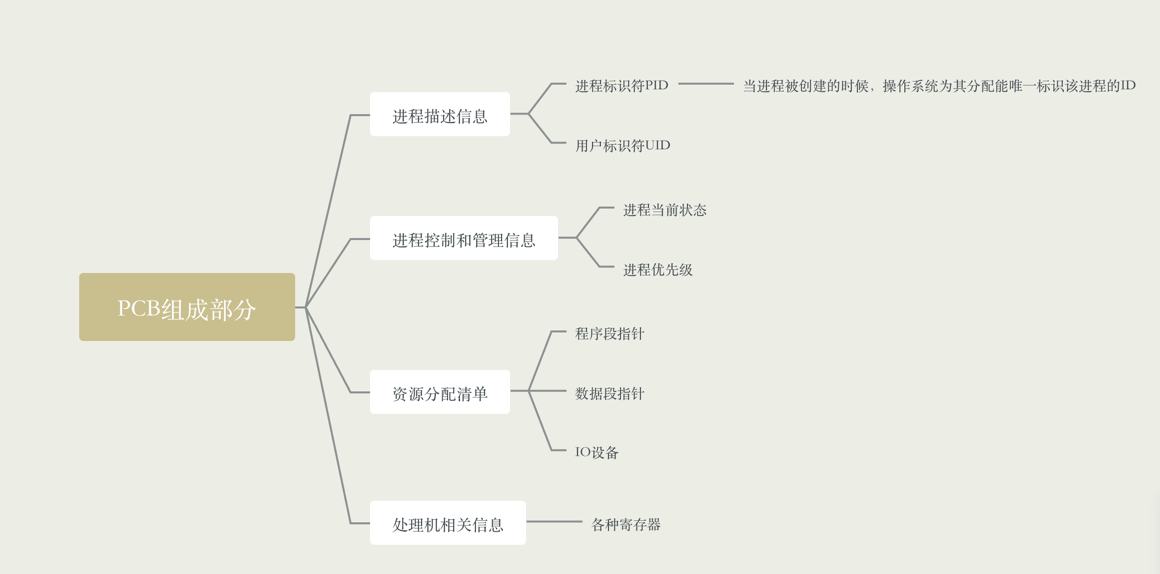 进程标识符PID
当进程被创建的时候，操作系统为其分配能唯一标识该进程的ID
进程描述信息
用户标识符UID
进程当前状态
进程控制和管理信息
进程优先级
PCB组成部分
程序段指针
资源分配清单
数据段指针
IO设备
处理机相关信息
各种寄存器